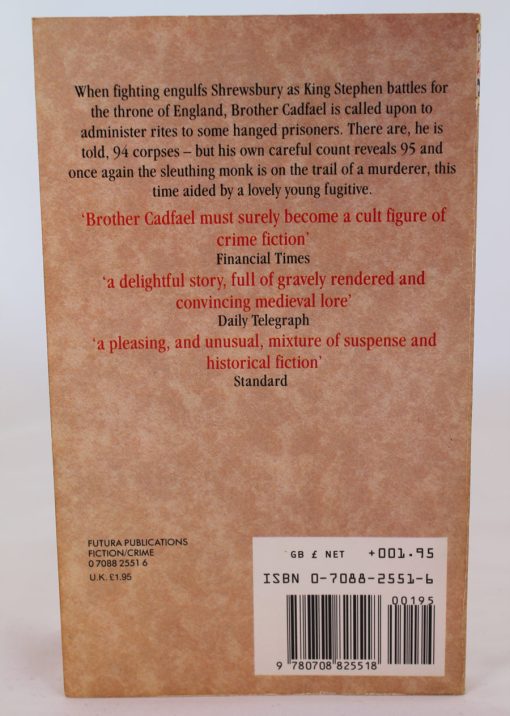 When fighting engulfs Shrewsbury as King Stephen battles for
the throne of England, Brother Cadfael is called upon to
administer rites to some hanged prisoners. There are, he is
told, 94 corpses – but his own careful count reveals 95 and
once again the sleuthing monk is on the trail of a murderer, this
time aided by a lovely young fugitive.
‘Brother Cadfael must surely become a cult figure of
crime fiction’
Financial Times
‘a delightful story, full of gravely rendered and
convincing medieval lore’
Daily Telegraph
‘a pleasing, and unusual, mixture of suspense and
historical fiction’
Standard
FUTURA PUBLICATIONS
FICTION/CRIME
0 7088 2551 6
U.K. £1.95
GB £ NET +001.95
ISBN 0-7088-2551-6
00195
9 780708 825518